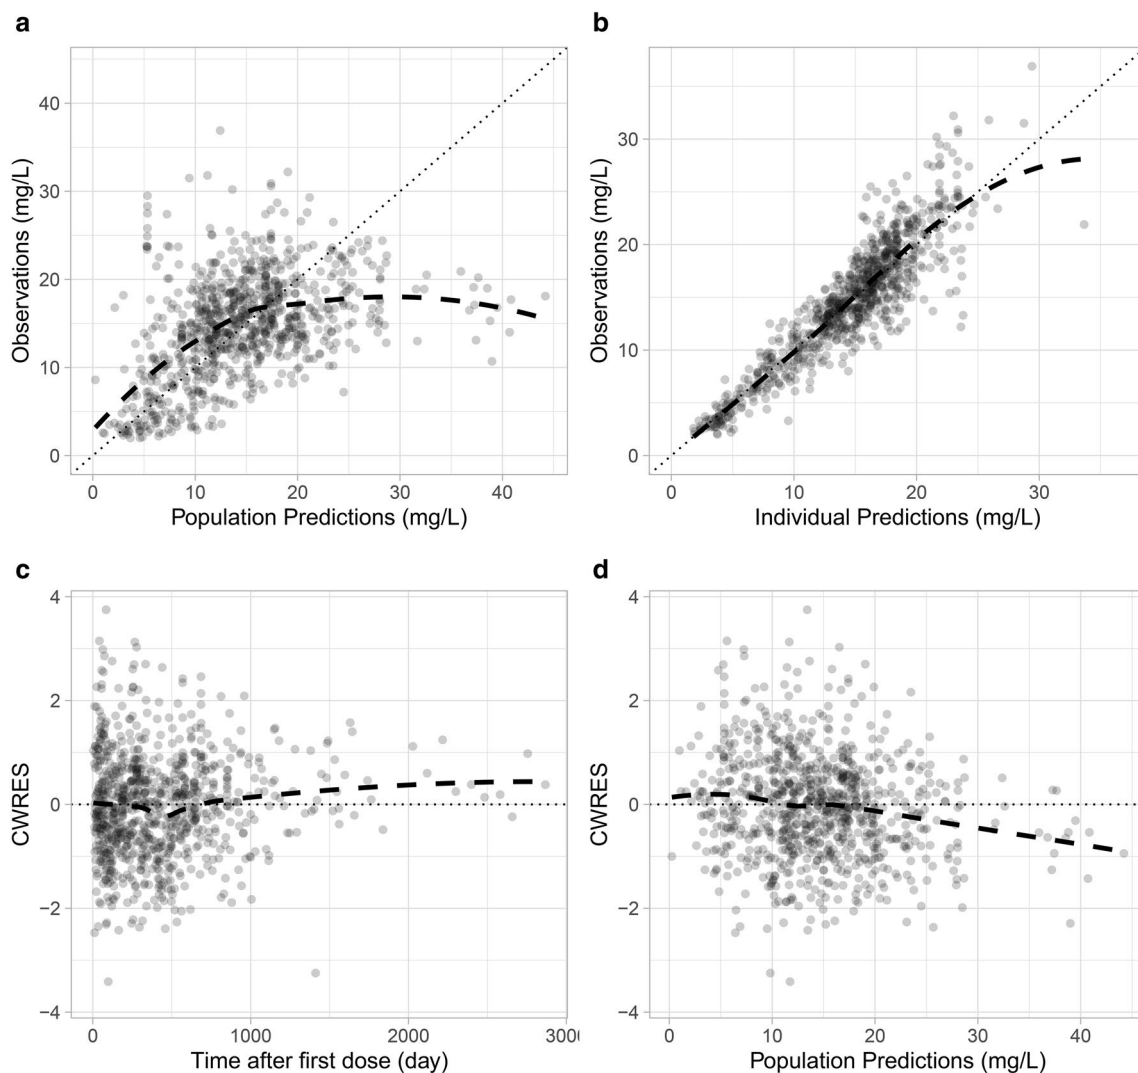 a
Observations (mg/L)
40
30
20
10
0
0 10 20 30 40
Population Predictions (mg/L)
b
Observations (mg/L)
30
20
10
0
0 10 20 30
Individual Predictions (mg/L)
c
CWRES
4
2
0
−2
−4
0 1000 2000 3000
Time after first dose (day)
d
CWRES
4
2
0
−2
−4
0 10 20 30 40
Population Predictions (mg/L)